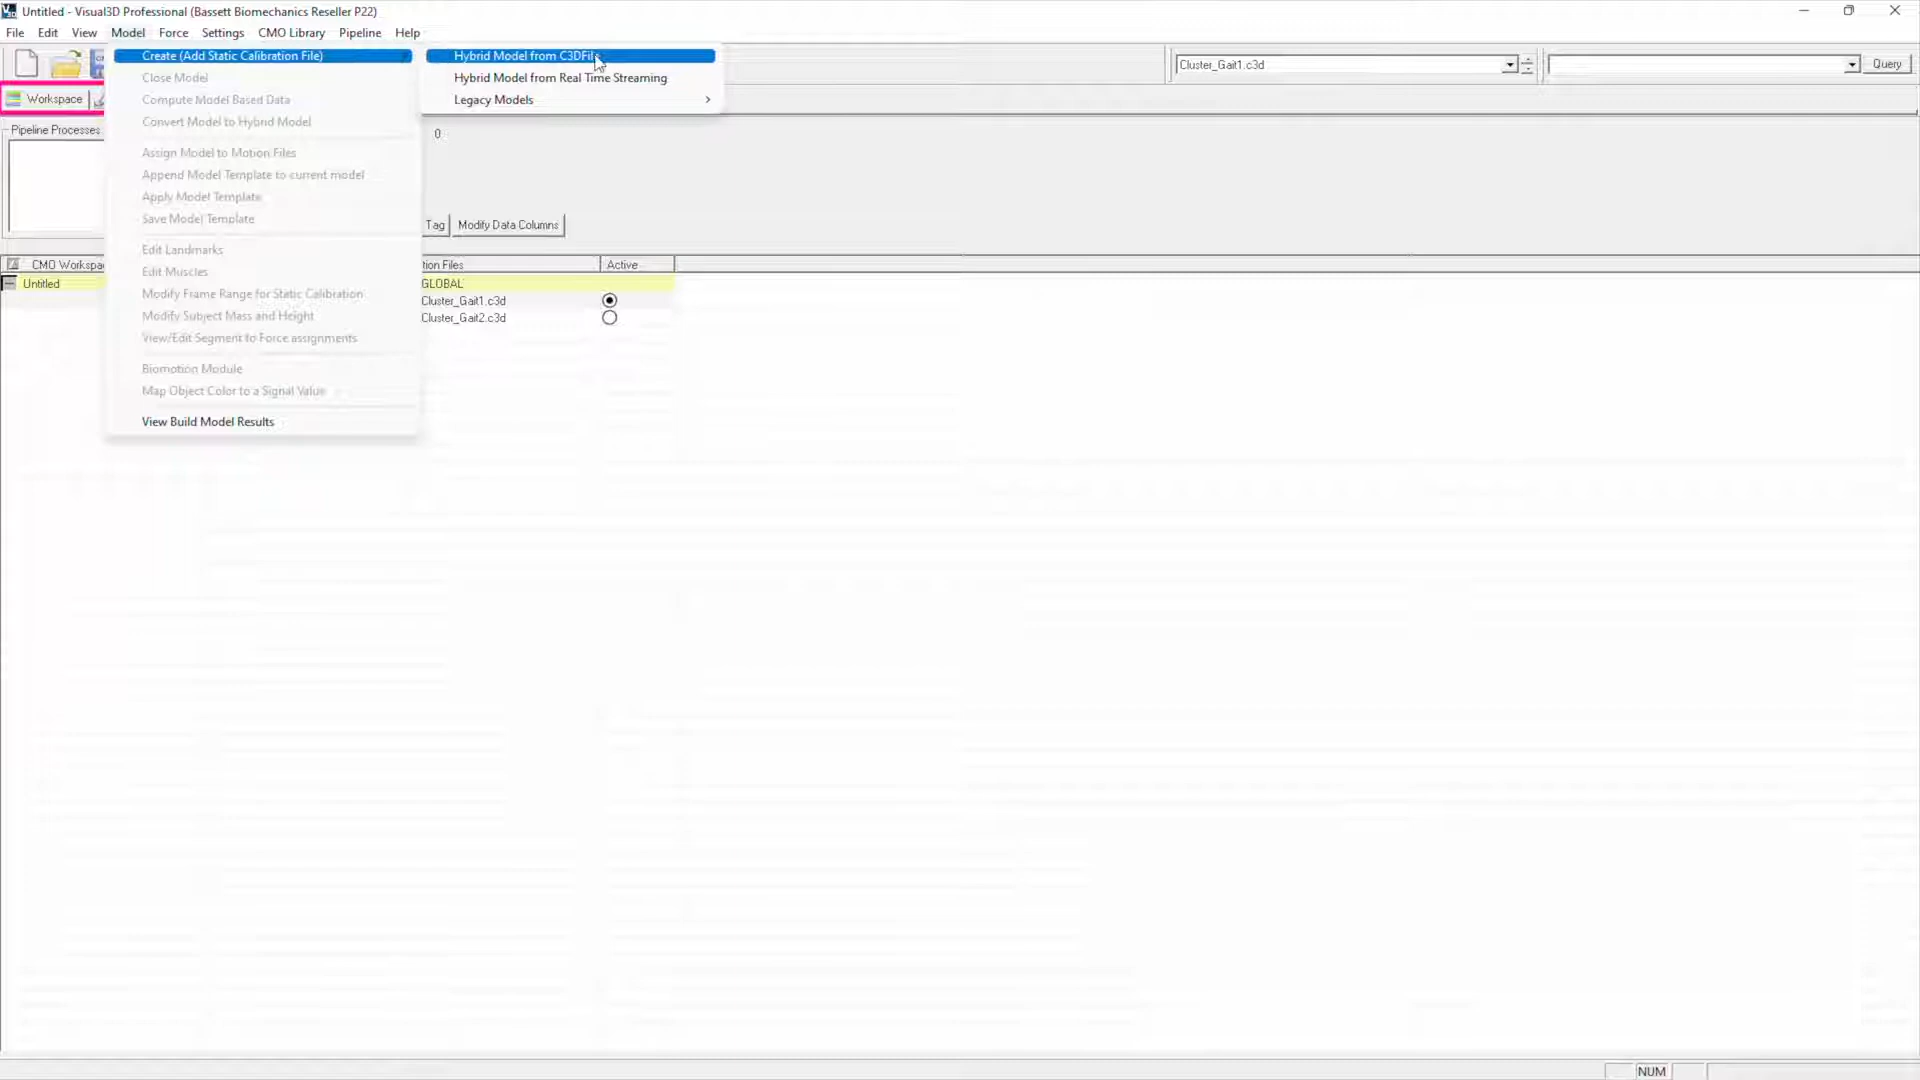 Untitled - Visual3D Professional (Bassett Biomechanics Reseller P22)
File Edit View Model Force Settings CMO Library Pipeline Help
Create (Add Static Calibration File)
Close Model
Compute Model Based Data
Convert Model to Hybrid Model
Assign Model to Motion Files
Append Model Template to current model
Apply Model Template
Save Model Template
Edit Landmarks
Edit Muscles
Modify Frame Range for Static Calibration
Modify Subject Mass and Height
View/Edit Segment to Force assignments
Biomotion Module
Map Object Color to a Signal Value
View Build Model Results
Hybrid Model from C3DFile
Hybrid Model from Real Time Streaming
Legacy Models
Cluster_Gait1.c3d
Query
Workspace
Pipeline Processes
0
Tag Modify Data Columns
CMO Workspa tion Files Active
Untitled GLOBAL
Cluster_Gait1.c3d
Cluster_Gait2.c3d
NUM